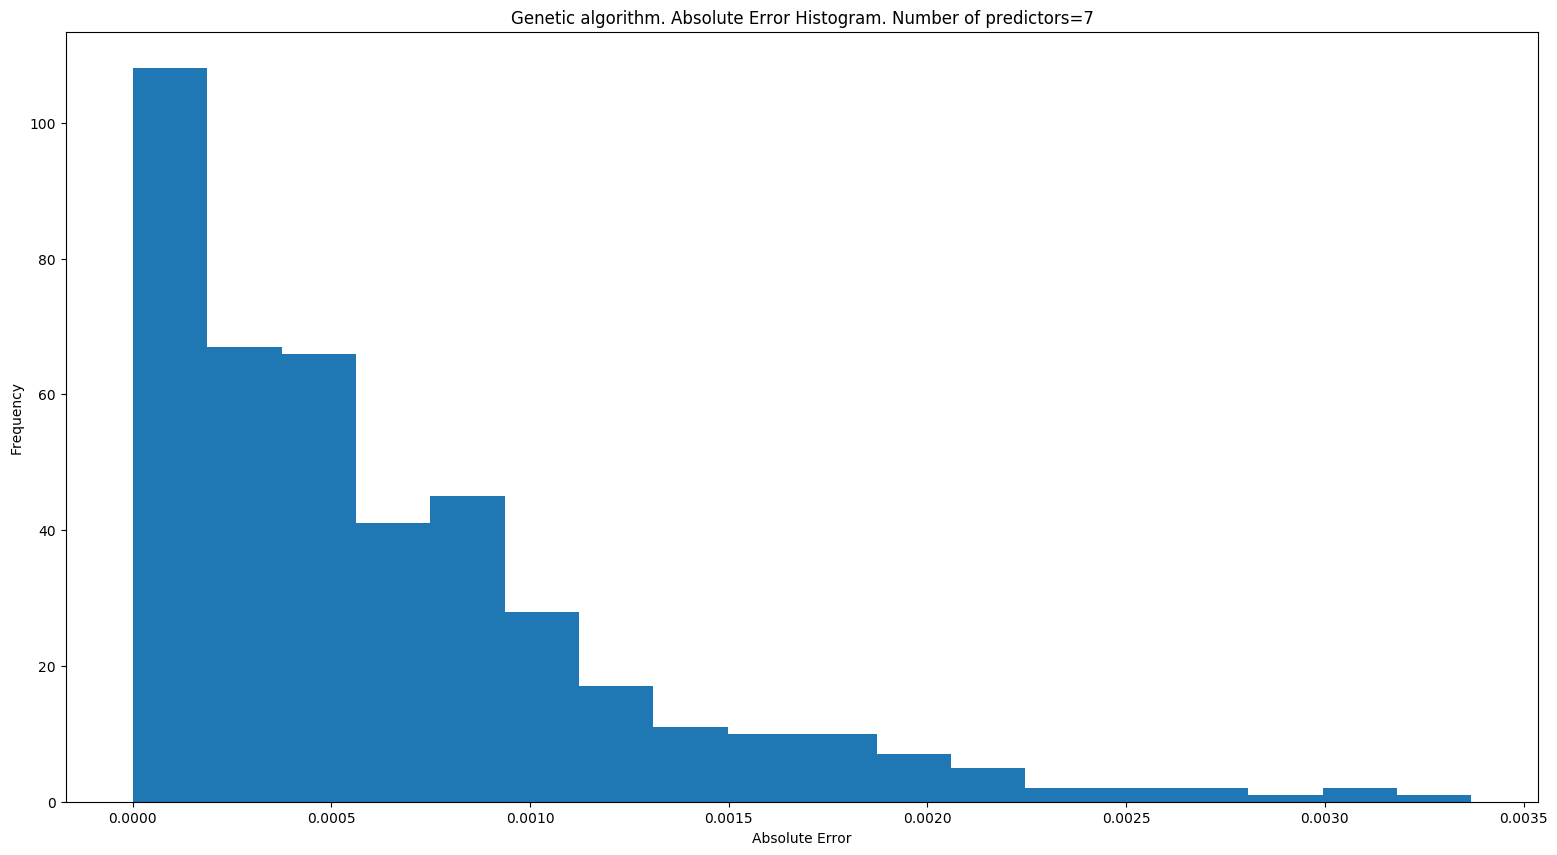 Genetic algorithm. Absolute Error Histogram. Number of predictors=7
100
80
60
40
20
0
Frequency
0.0000 0.0005 0.0010 0.0015 0.0020 0.0025 0.0030 0.0035
Absolute Error